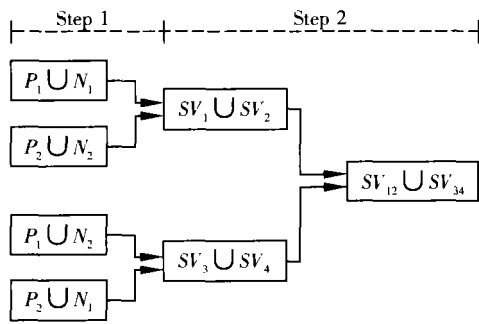 Step 1 Step 2
P₁ ∪ N₁
P₂ ∪ N₂
SV₁ ∪ SV₂
SV₁₂ ∪ SV₃₄
P₁ ∪ N₂
P₂ ∪ N₁
SV₃ ∪ SV₄